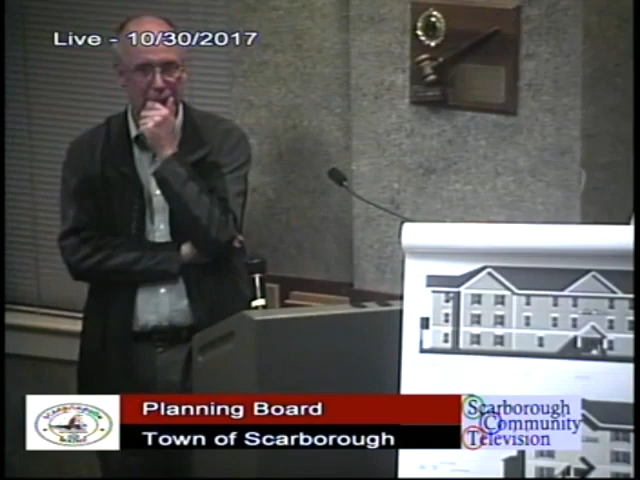 Live - 10/30/2017
Planning Board
Town of Scarborough
Scarborough
Community
Television